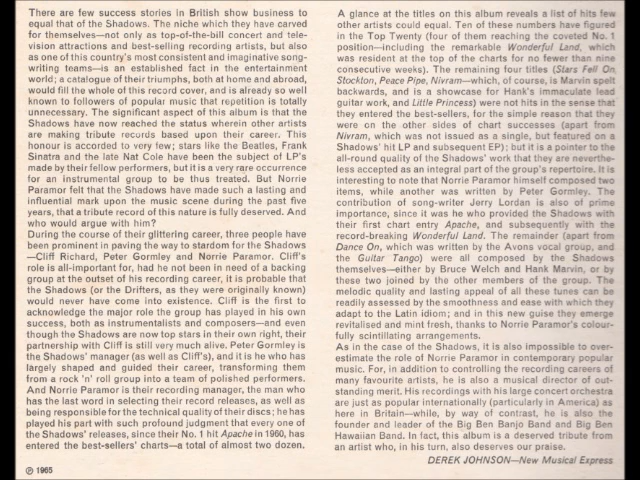 There are few success stories in British show business to
equal that of the Shadows. The niche which they have carved
for themselves—not only as top-of-the-bill concert and tele-
vision attractions and best-selling recording artists, but also
as one of this country's most consistent and imaginative song-
writing teams—is an established fact in the entertainment
world; a catalogue of their triumphs, both at home and abroad,
would fill the whole of this record cover, and is already so well
known to followers of popular music that repetition is totally
unnecessary. The significant aspect of this album is that the
Shadows have now reached the status wherein other artists
are making tribute records based upon their career. This
honour is accorded to very few; stars like the Beatles, Frank
Sinatra and the late Nat Cole have been the subject of LP's
made by their fellow performers, but it is a very rare occurrence
for an instrumental group to be thus treated. But Norrie
Paramor felt that the Shadows have made such a lasting and
influential mark upon the music scene during the past five
years, that a tribute record of this nature is fully deserved. And
who would argue with him?
During the course of their glittering career, three people have
been prominent in paving the way to stardom for the Shadows
—Cliff Richard, Peter Gormley and Norrie Paramor. Cliff's
role is all-important for, had he not been in need of a backing
group at the outset of his recording career, it is probable that
the Shadows (or the Drifters, as they were originally known)
would never have come into existence. Cliff is the first to
acknowledge the major role the group has played in his own
success, both as instrumentalists and composers—and even
though the Shadows are now top stars in their own right, their
partnership with Cliff is still very much alive. Peter Gormley is
the Shadows' manager (as well as Cliff's), and it is he who has
largely shaped and guided their career, transforming them
from a rock 'n' roll group into a team of polished performers.
And Norrie Paramor is their recording manager, the man who
has the last word in selecting their record releases, as well as
being responsible for the technical quality of their discs; he has
played his part with such profound judgment that every one of
the Shadows' releases, since their No. 1 hit Apache in 1960, has
entered the best-sellers' charts—a total of almost two dozen.
℗ 1965
A glance at the titles on this album reveals a list of hits few
other artists could equal. Ten of these numbers have figured
in the Top Twenty (four of them reaching the coveted No. 1
position—including the remarkable Wonderful Land, which
was resident at the top of the charts for no fewer than nine
consecutive weeks). The remaining four titles (Stars Fell On
Stockton, Peace Pipe, Nivram—which, of course, is Marvin spelt
backwards, and is a showcase for Hank's immaculate lead
guitar work, and Little Princess) were not hits in the sense that
they entered the best-sellers, for the simple reason that they
were on the other sides of chart successes (apart from
Nivram, which was not issued as a single, but featured on a
Shadows' hit LP and subsequent EP); but it is a pointer to the
all-round quality of the Shadows' work that they are neverthe-
less accepted as an integral part of the group's repertoire. It is
interesting to note that Norrie Paramor himself composed two
items, while another was written by Peter Gormley. The
contribution of song-writer Jerry Lordan is also of prime
importance, since it was he who provided the Shadows with
their first chart entry Apache, and subsequently with the
record-breaking Wonderful Land. The remainder (apart from
Dance On, which was written by the Avons vocal group, and
the Guitar Tango) were all composed by the Shadows
themselves—either by Bruce Welch and Hank Marvin, or by
these two joined by the other members of the group. The
melodic quality and lasting appeal of all these tunes can be
readily assessed by the smoothness and ease with which they
adapt to the Latin idiom; and in this new guise they emerge
revitalised and mint fresh, thanks to Norrie Paramor's colour-
fully scintillating arrangements.
As in the case of the Shadows, it is also impossible to over-
estimate the role of Norrie Paramor in contemporary popular
music. For, in addition to controlling the recording careers of
many favourite artists, he is also a musical director of out-
standing merit. His recordings with his large concert orchestra
are just as popular internationally (particularly in America) as
here in Britain—while, by way of contrast, he is also the
founder and leader of the Big Ben Banjo Band and Big Ben
Hawaiian Band. In fact, this album is a deserved tribute from
an artist who, in his turn, also deserves our praise.
DEREK JOHNSON—New Musical Express